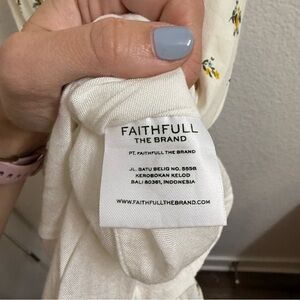 FAITHFULL
THE BRAND
PT. FAITHFULL THE BRAND
JL. BATU BELIG NO. 555B
KEROBOKAN KELOD
BALI 80361, INDONESIA
WWW.FAITHFULLTHEBRAND.COM